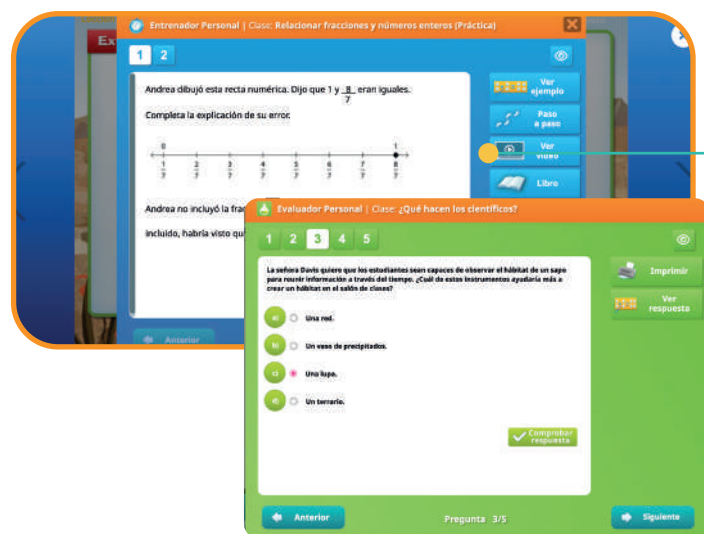 Ex
Entrenador Personal | Clase: Relacionar fracciones y números enteros (Práctica)
1 2
Andrea dibujó esta recta numérica. Dijo que 1 y 8/7 eran iguales.
Completa la explicación de su error.
0 1
1/7 2/7 3/7 4/7 5/7 6/7 7/7 8/7
Andrea no incluyó la
incluido, habría visto
Ver
ejemplo
Paso
a paso
Ver
video
Libro
Anterior
Evaluador Personal | Clase: ¿Qué hacen los científicos?
1 2 3 4 5
La señora Davis quiere que los estudiantes sean capaces de observar el hábitat de un sapo
para reunir información a través del tiempo. ¿Cuál de estos instrumentos ayudaría más a
crear un hábitat en el salón de clases?
a) Una red.
b) Un vaso de precipitados.
c) Una lupa.
d) Un terrario.
Comprobar
respuesta
Imprimir
Ver
respuesta
Anterior
Pregunta 3/5
Siguiente